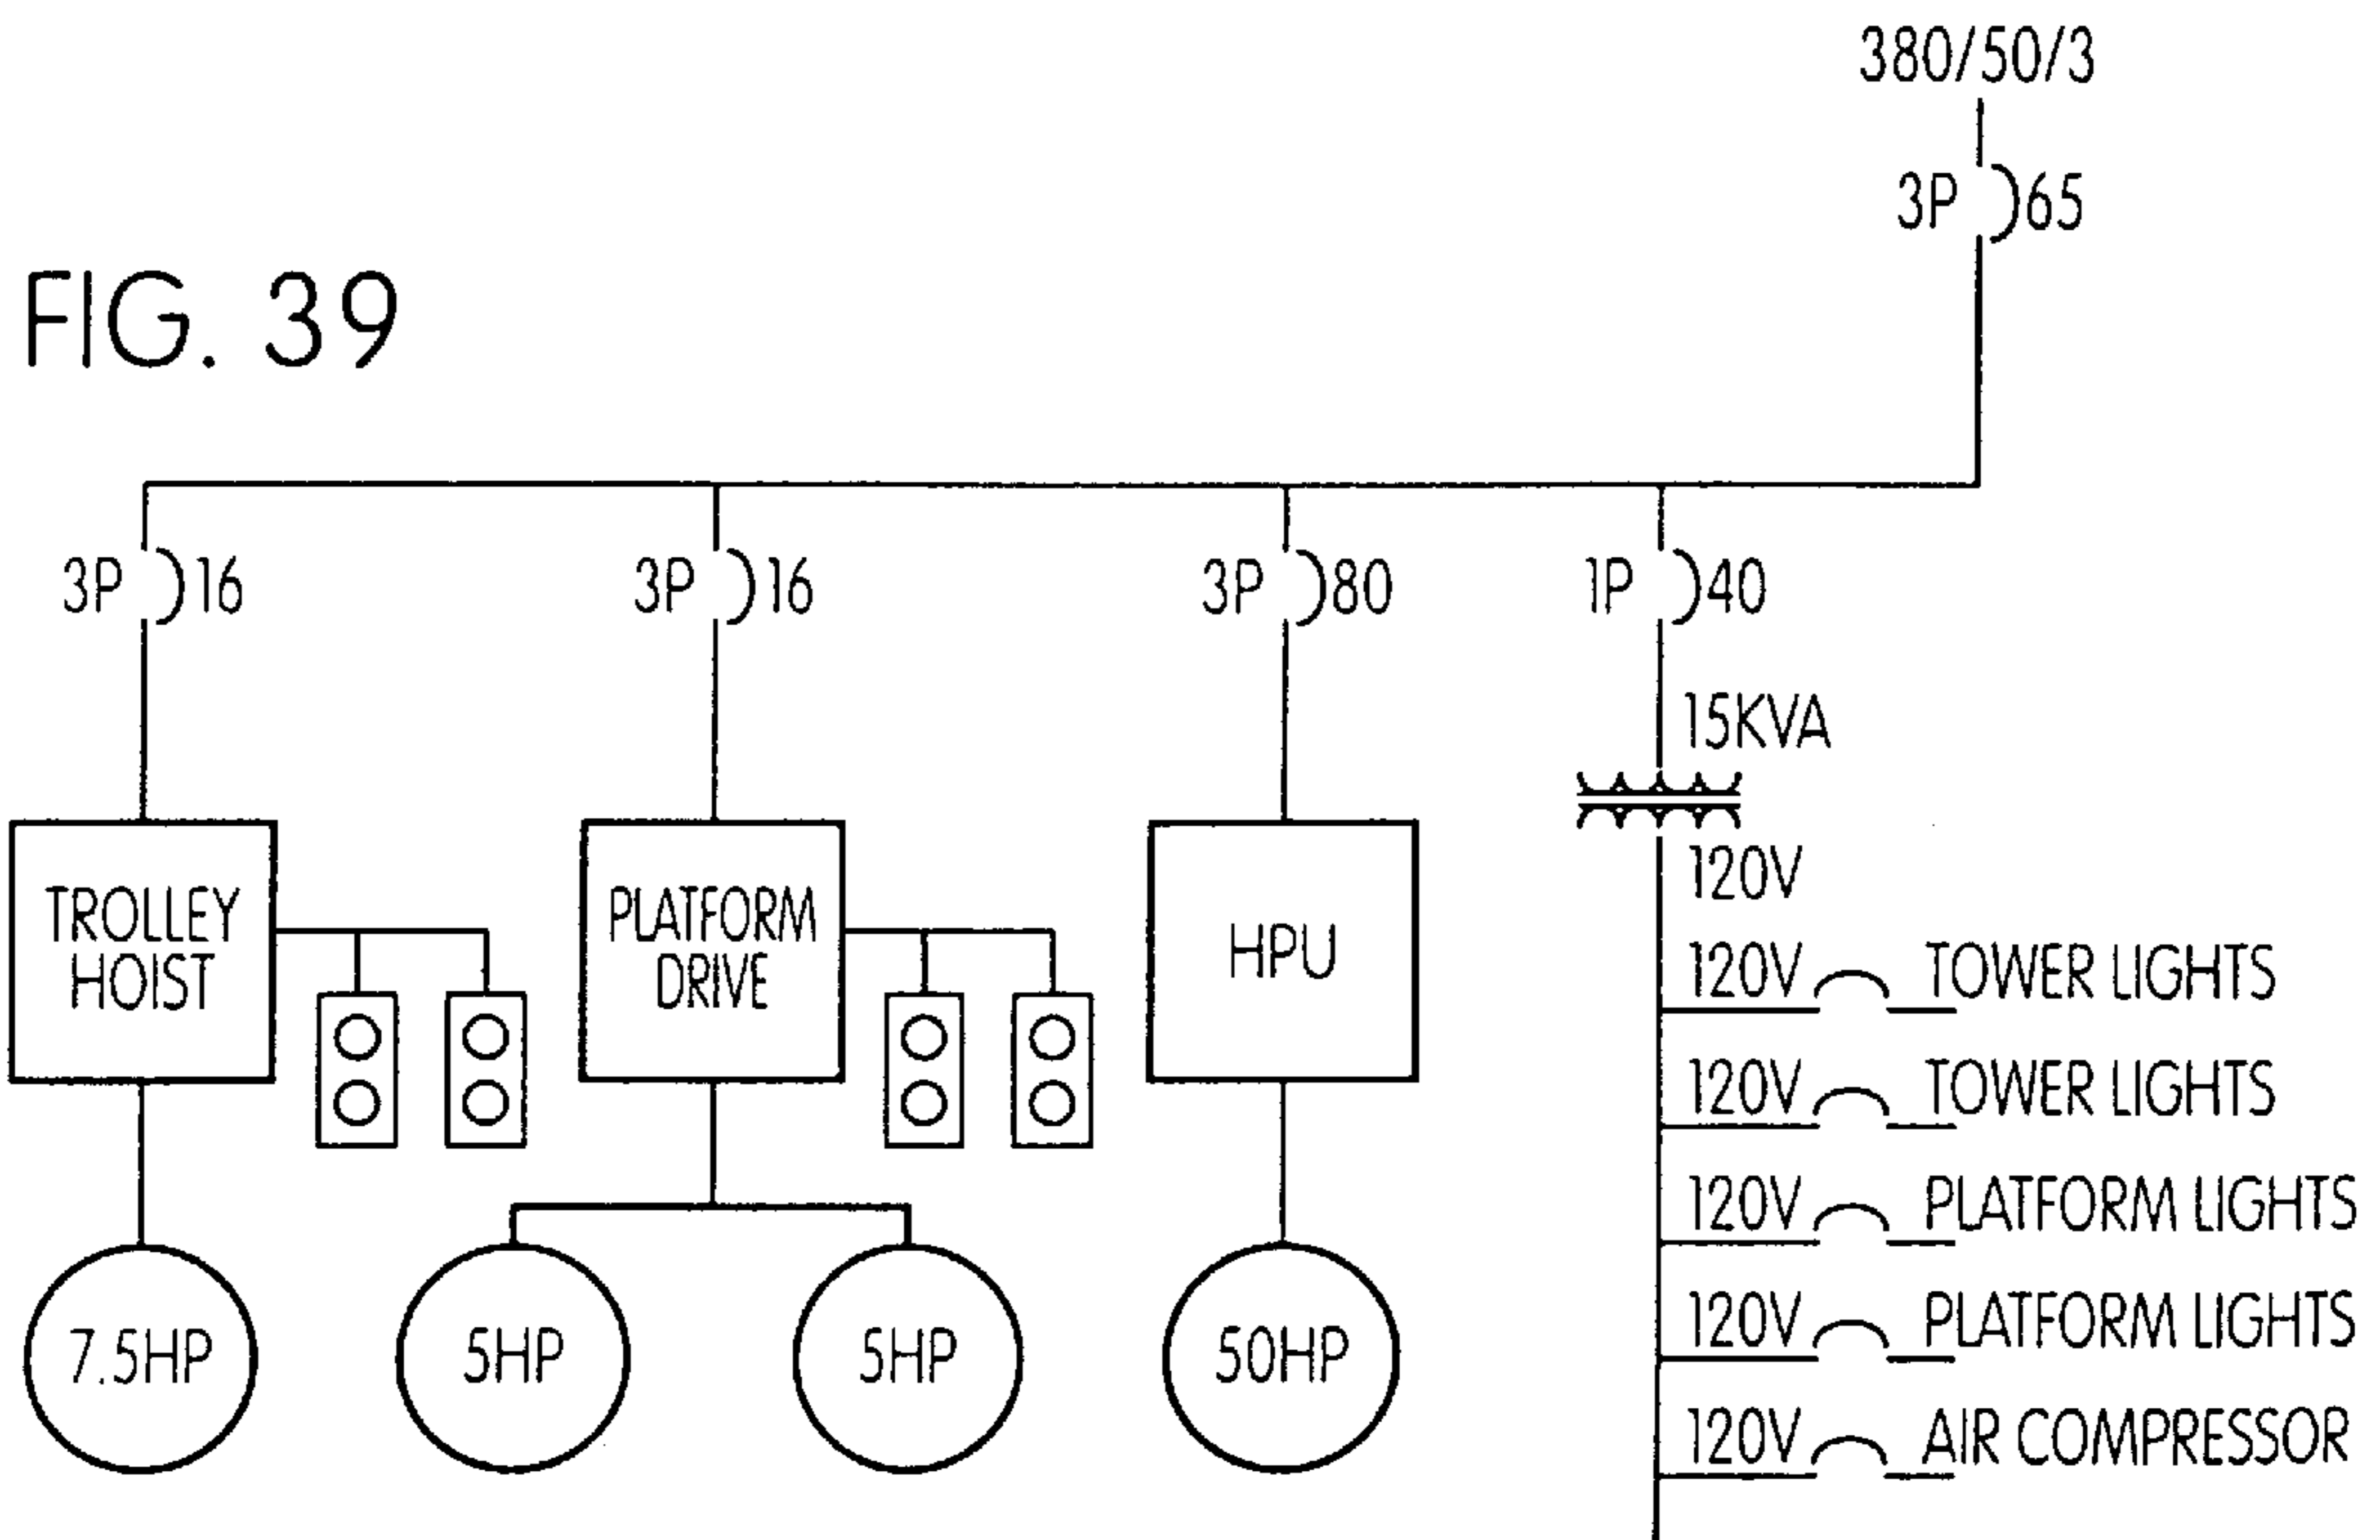 380/50/3
3P 65
FIG. 39
3P 16
3P 16
3P 80
1P 40
15KVA
120V
TROLLEY
HOIST
PLATFORM
DRIVE
HPU
120V TOWER LIGHTS
120V TOWER LIGHTS
120V PLATFORM LIGHTS
120V PLATFORM LIGHTS
120V AIR COMPRESSOR
7.5HP
5HP
5HP
50HP